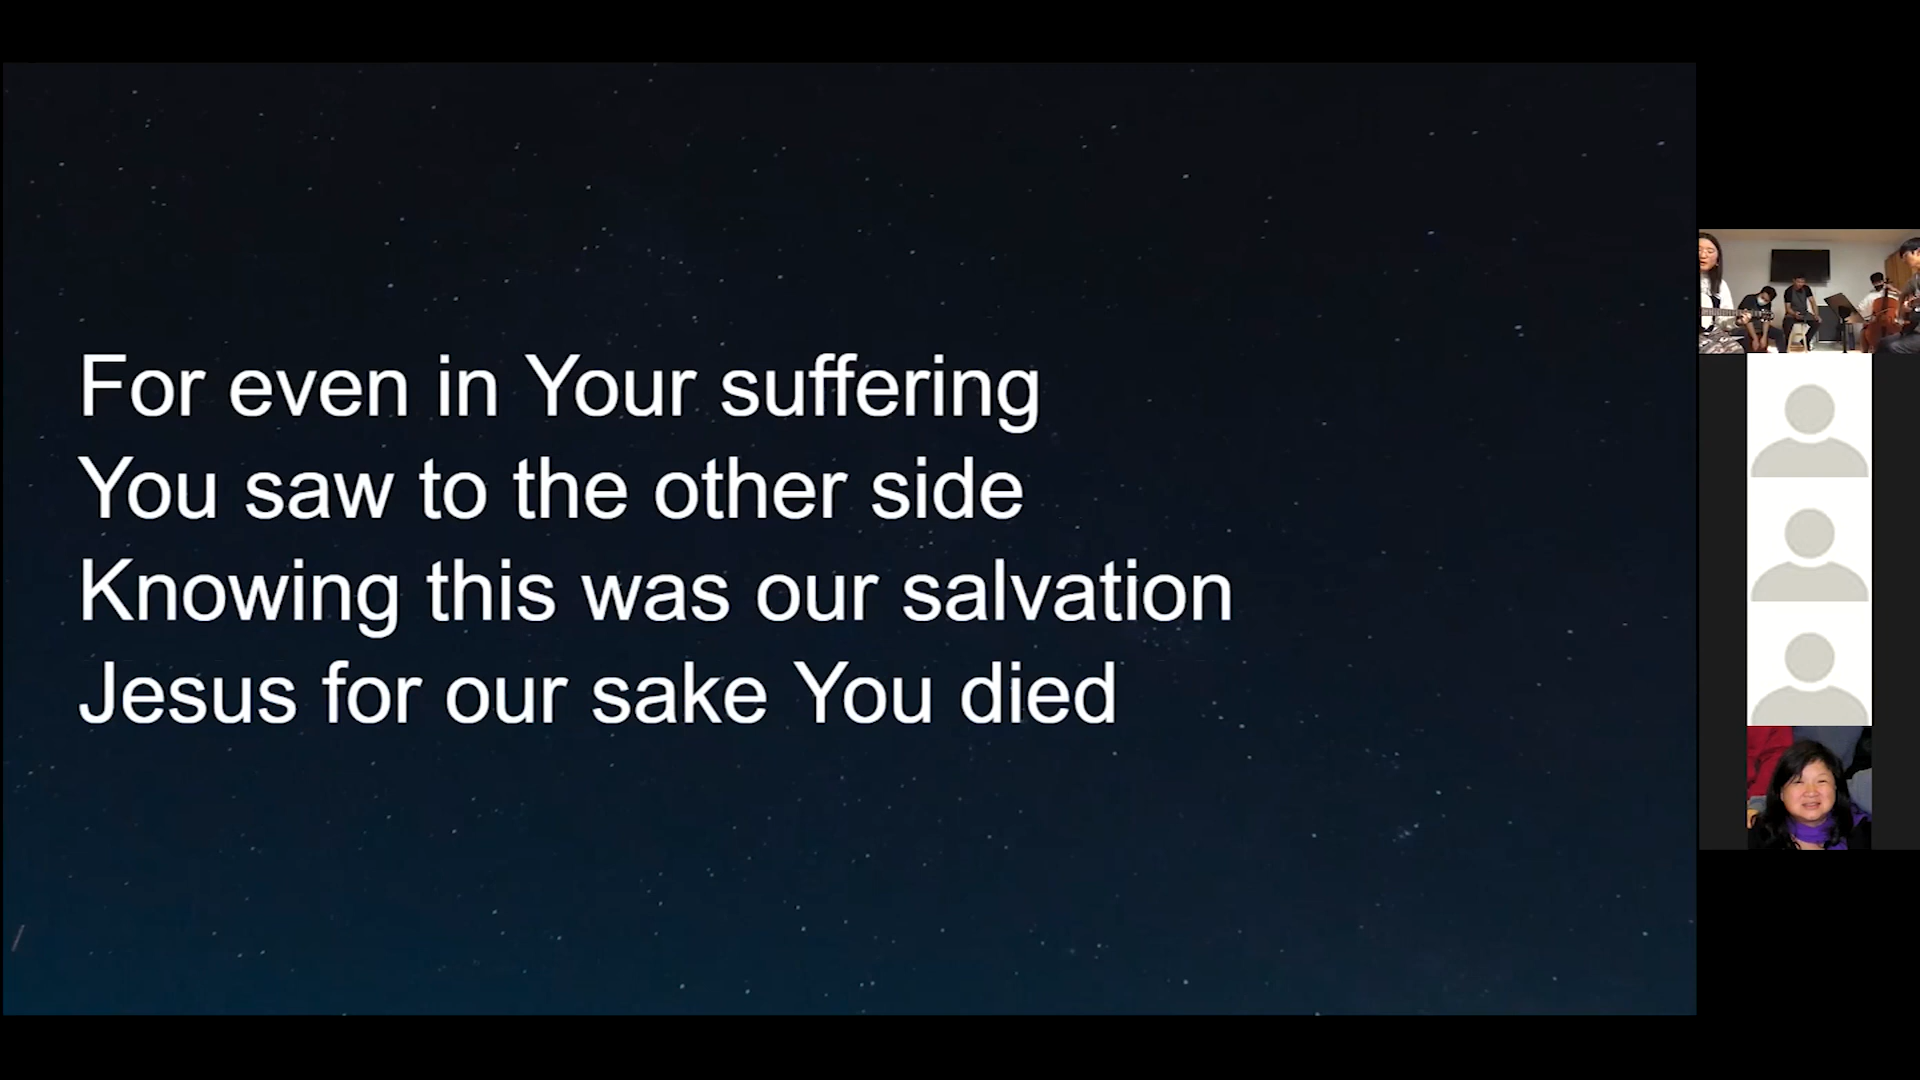 For even in Your suffering
You saw to the other side
Knowing this was our salvation
Jesus for our sake You died